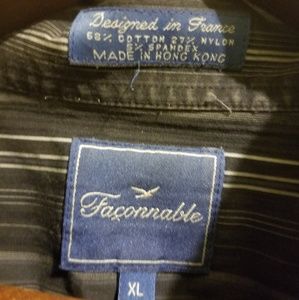 Designed in France
68% COTTON 27% NYLON
5% SPANDEX
MADE IN HONG KONG
Façonnable
XL